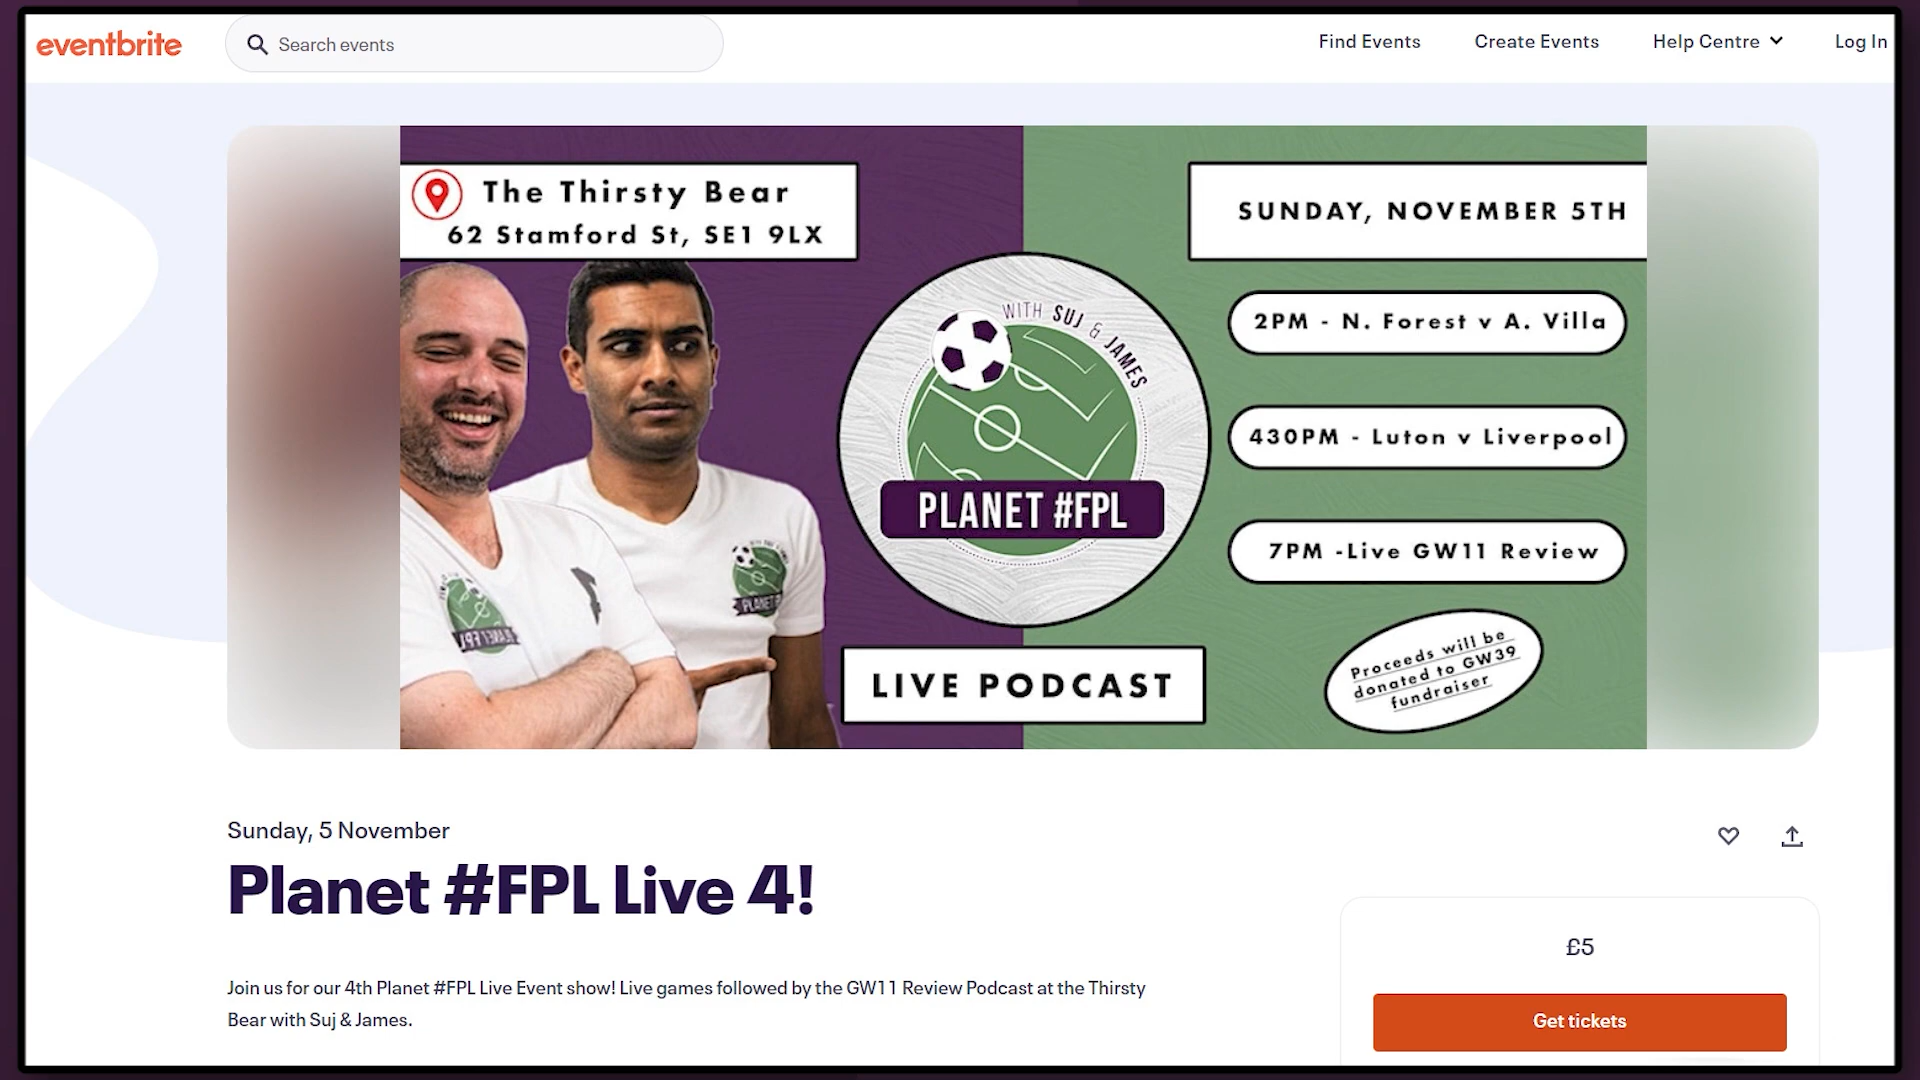 eventbrite
Search events
Find Events
Create Events
Help Centre
Log In
The Thirsty Bear
62 Stamford St, SE1 9LX
SUNDAY, NOVEMBER 5TH
WITH SUJ & JAMES
PLANET #FPL
2PM - N. Forest v A. Villa
430PM - Luton v Liverpool
7PM -Live GW11 Review
Proceeds will be
donated to GW39
fundraiser
LIVE PODCAST
Sunday, 5 November
Planet #FPL Live 4!
Join us for our 4th Planet #FPL Live Event show! Live games followed by the GW11 Review Podcast at the Thirsty
Bear with Suj & James.
£5
Get tickets